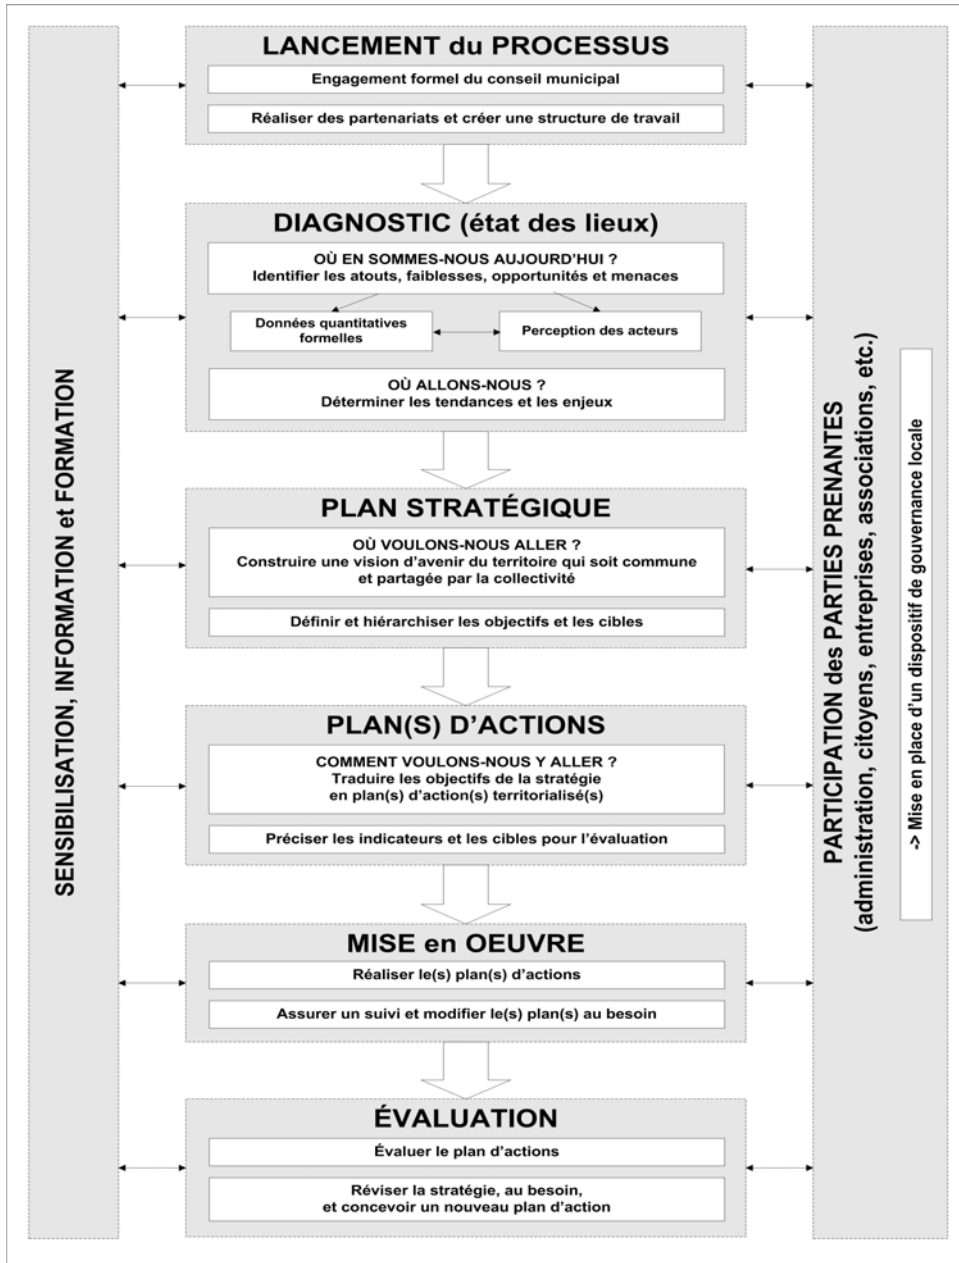 SENSIBILISATION, INFORMATION et FORMATION
LANCEMENT du PROCESSUS
Engagement formel du conseil municipal
Réaliser des partenariats et créer une structure de travail
DIAGNOSTIC (état des lieux)
OÙ EN SOMMES-NOUS AUJOURD'HUI ?
Identifier les atouts, faiblesses, opportunités et menaces
Données quantitatives
formelles
Perception des acteurs
OÙ ALLONS-NOUS ?
Déterminer les tendances et les enjeux
PLAN STRATÉGIQUE
OÙ VOULONS-NOUS ALLER ?
Construire une vision d'avenir du territoire qui soit commune
et partagée par la collectivité
Définir et hiérarchiser les objectifs et les cibles
PLAN(S) D'ACTIONS
COMMENT VOULONS-NOUS Y ALLER ?
Traduire les objectifs de la stratégie
en plan(s) d'action(s) territorialisé(s)
Préciser les indicateurs et les cibles pour l'évaluation
MISE en OEUVRE
Réaliser le(s) plan(s) d'actions
Assurer un suivi et modifier le(s) plan(s) au besoin
ÉVALUATION
Évaluer le plan d'actions
Réviser la stratégie, au besoin,
et concevoir un nouveau plan d'action
PARTICIPATION des PARTIES PRENANTES
(administration, citoyens, entreprises, associations, etc.)
-> Mise en place d'un dispositif de gouvernance locale